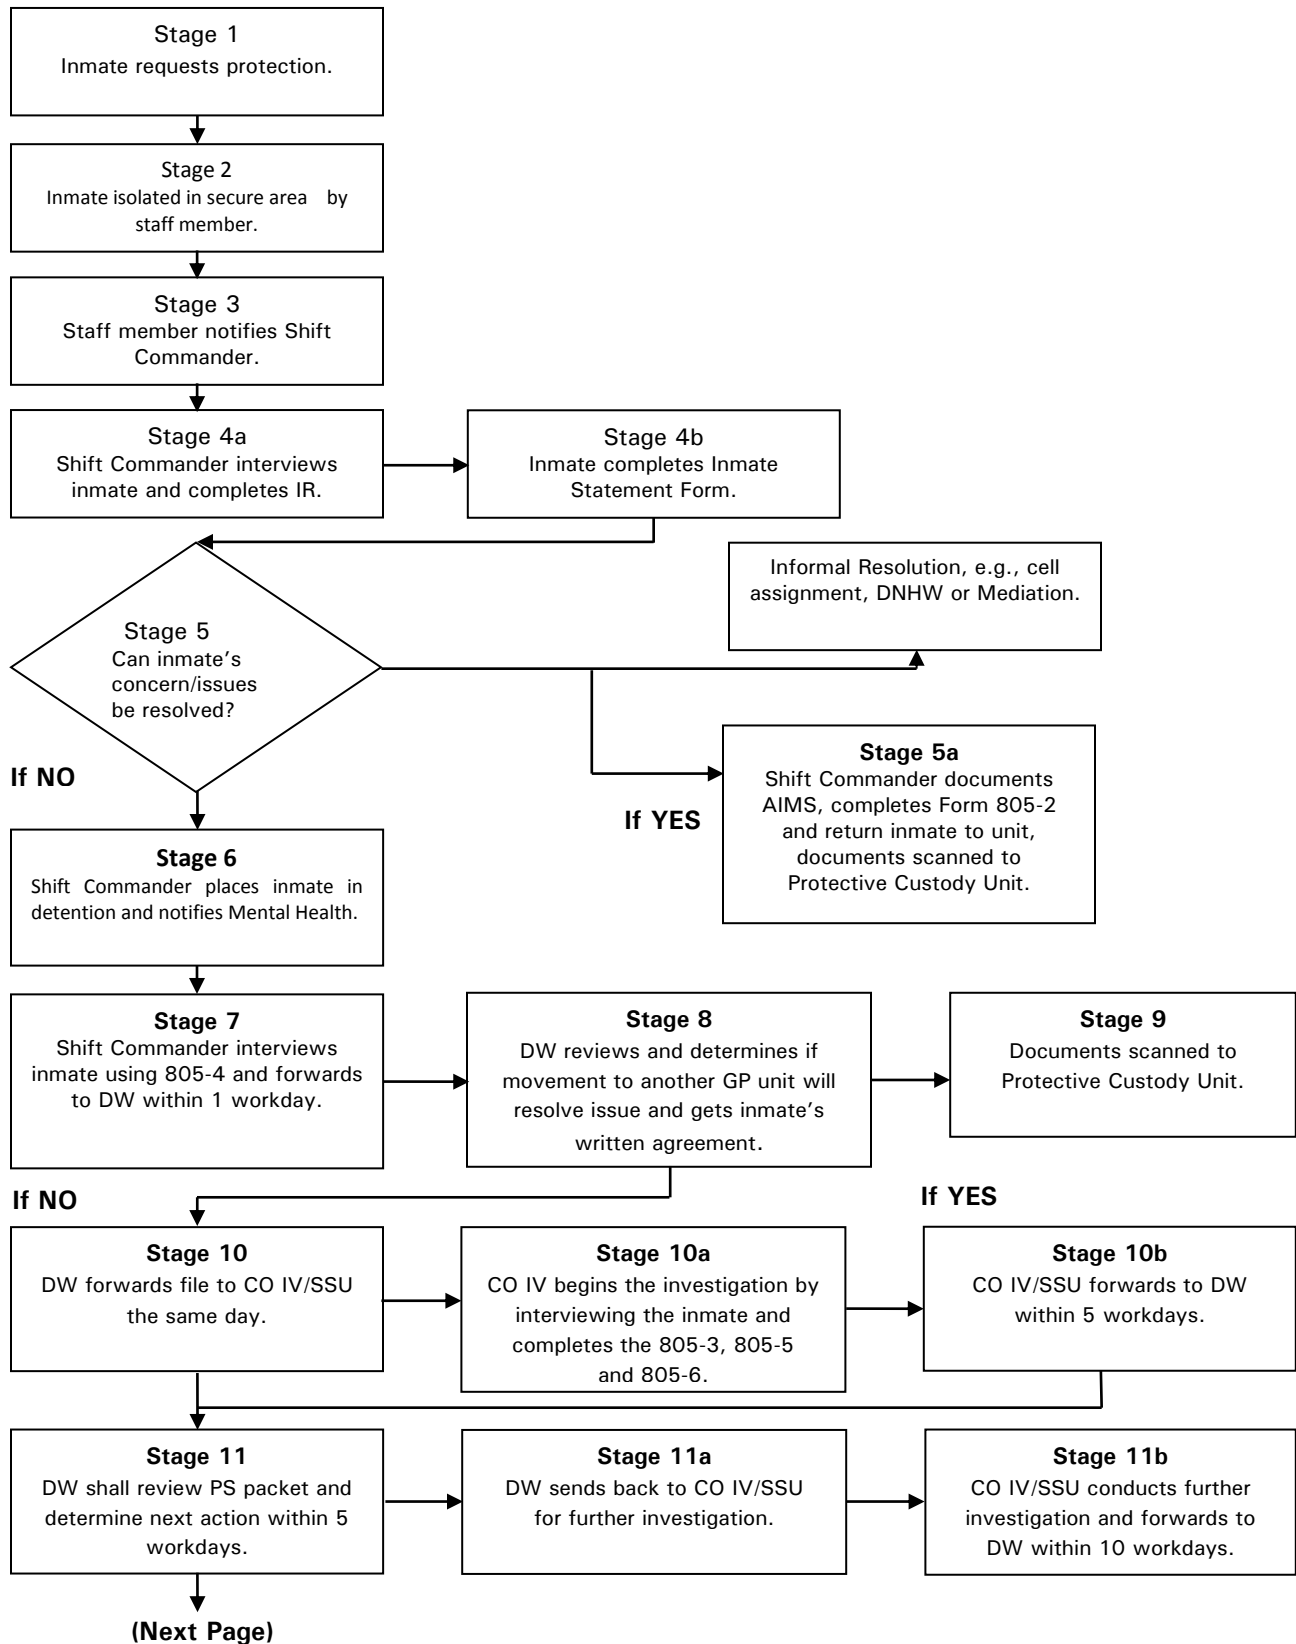 Stage 1
Inmate requests protection.
Stage 2
Inmate isolated in secure area by
staff member.
Stage 3
Staff member notifies Shift
Commander.
Stage 4a
Shift Commander interviews
inmate and completes IR.
Stage 4b
Inmate completes Inmate
Statement Form.
Informal Resolution, e.g., cell
assignment, DNHW or Mediation.
Stage 5
Can inmate’s
concern/issues
be resolved?
If NO
If YES
Stage 5a
Shift Commander documents
AIMS, completes Form 805-2
and return inmate to unit,
documents scanned to
Protective Custody Unit.
Stage 6
Shift Commander places inmate in
detention and notifies Mental Health.
Stage 7
Shift Commander interviews
inmate using 805-4 and forwards
to DW within 1 workday.
Stage 8
DW reviews and determines if
movement to another GP unit will
resolve issue and gets inmate’s
written agreement.
Stage 9
Documents scanned to
Protective Custody Unit.
If NO
If YES
Stage 10
DW forwards file to CO IV/SSU
the same day.
Stage 10a
CO IV begins the investigation by
interviewing the inmate and
completes the 805-3, 805-5
and 805-6.
Stage 10b
CO IV/SSU forwards to DW
within 5 workdays.
Stage 11
DW shall review PS packet and
determine next action within 5
workdays.
Stage 11a
DW sends back to CO IV/SSU
for further investigation.
Stage 11b
CO IV/SSU conducts further
investigation and forwards to
DW within 10 workdays.
(Next Page)